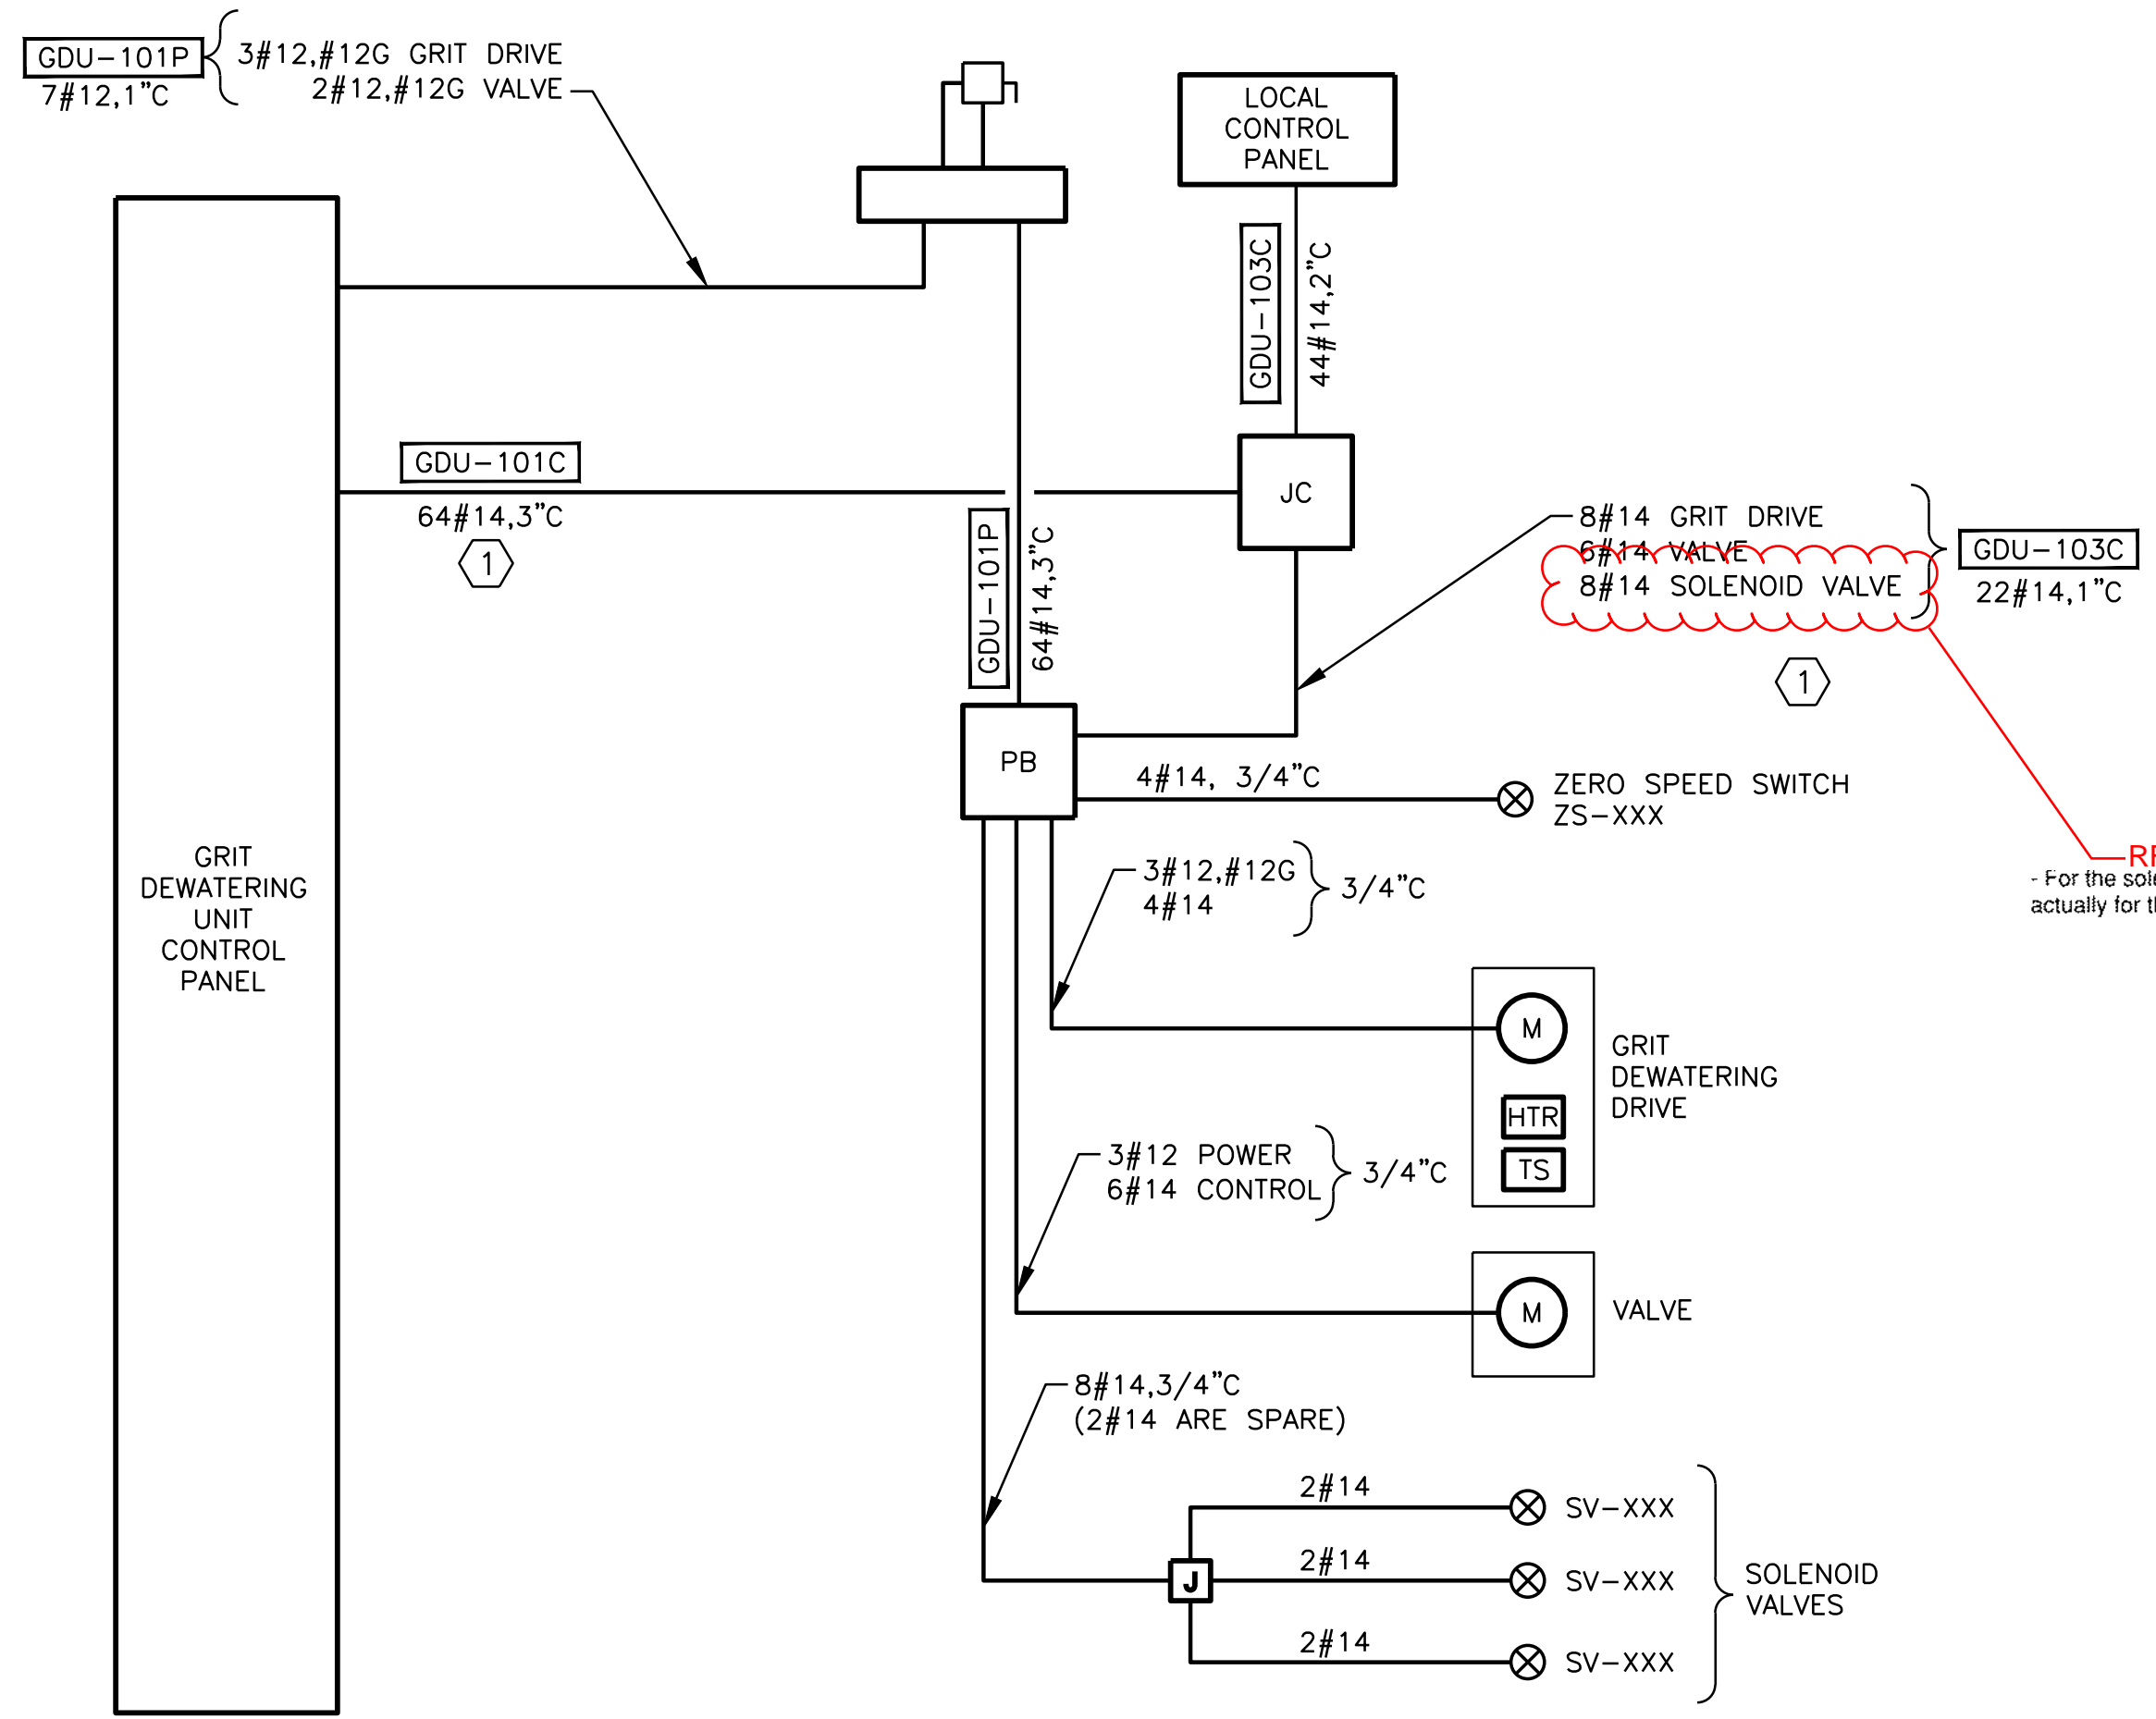 GDU-101P
7#12,1"C
3#12,#12G GRIT DRIVE
2#12,#12G VALVE
LOCAL
CONTROL
PANEL
GDU-103C
44#14,2"C
GDU-101C
64#14,3"C
1
JC
8#14 GRIT DRIVE
6#14 VALVE
8#14 SOLENOID VALVE
GDU-103C
22#14,1"C
1
GDU-101P
64#14,3"C
PB
4#14, 3/4"C
ZERO SPEED SWITCH
ZS-XXX
- For the
actually for
GRIT
DEWATERING
UNIT
CONTROL
PANEL
3#12,#12G
4#14
3/4"C
M
HTR
TS
GRIT
DEWATERING
DRIVE
3#12 POWER
6#14 CONTROL
3/4"C
M
VALVE
8#14,3/4"C
(2#14 ARE SPARE)
2#14
SV-XXX
J
2#14
SV-XXX
2#14
SV-XXX
SOLENOID
VALVES